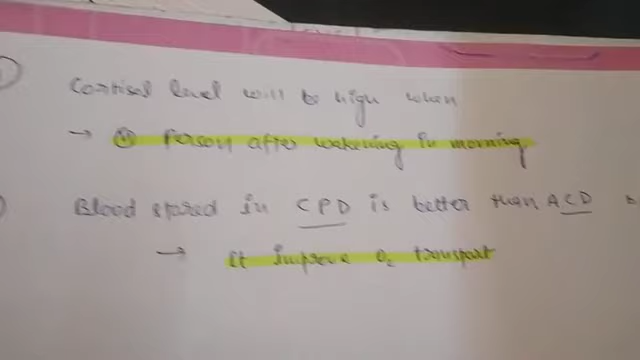 Cortisol level will be high when
→ Person after wakening in morning
Blood stored in CPD is better than ACD
→ It improve O2 transport